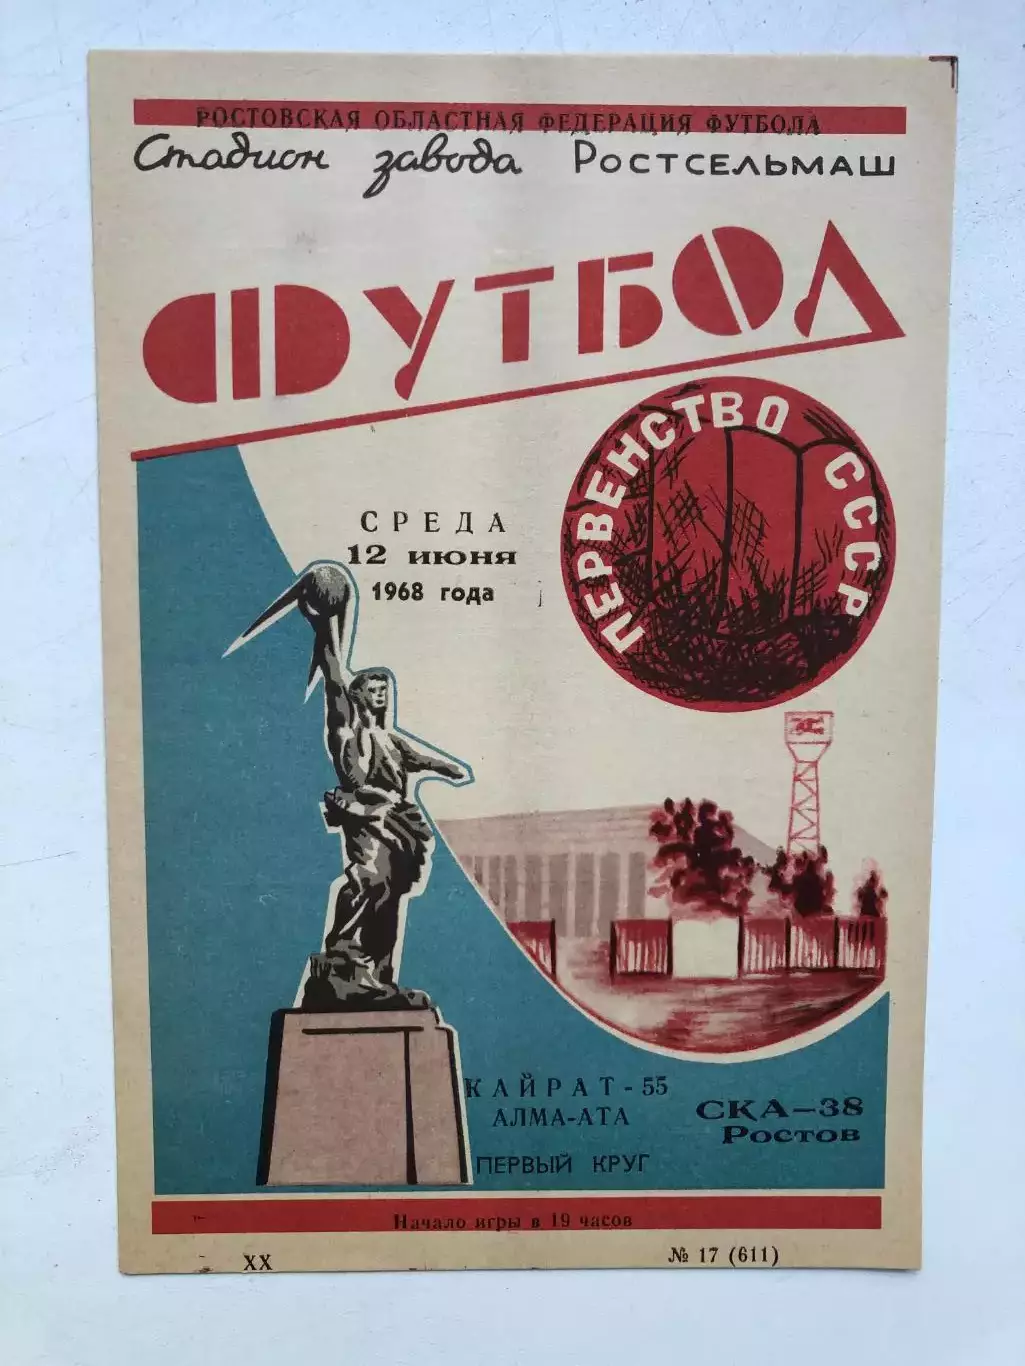 РОСТОВСКАЯ ОБЛАСТНАЯ ФЕДЕРАЦИЯ ФУТБОЛА
Стадион завода РОСТСЕЛЬМАШ
ФУТБОЛ
ПЕРВЕНСТВО СССР
СРЕДА
12 июня
1968 года
КАЙРАТ-55
АЛМА-АТА
СКА-38
Ростов
ПЕРВЫЙ КРУГ
Начало игры в 19 часов
XX
№ 17 (611)